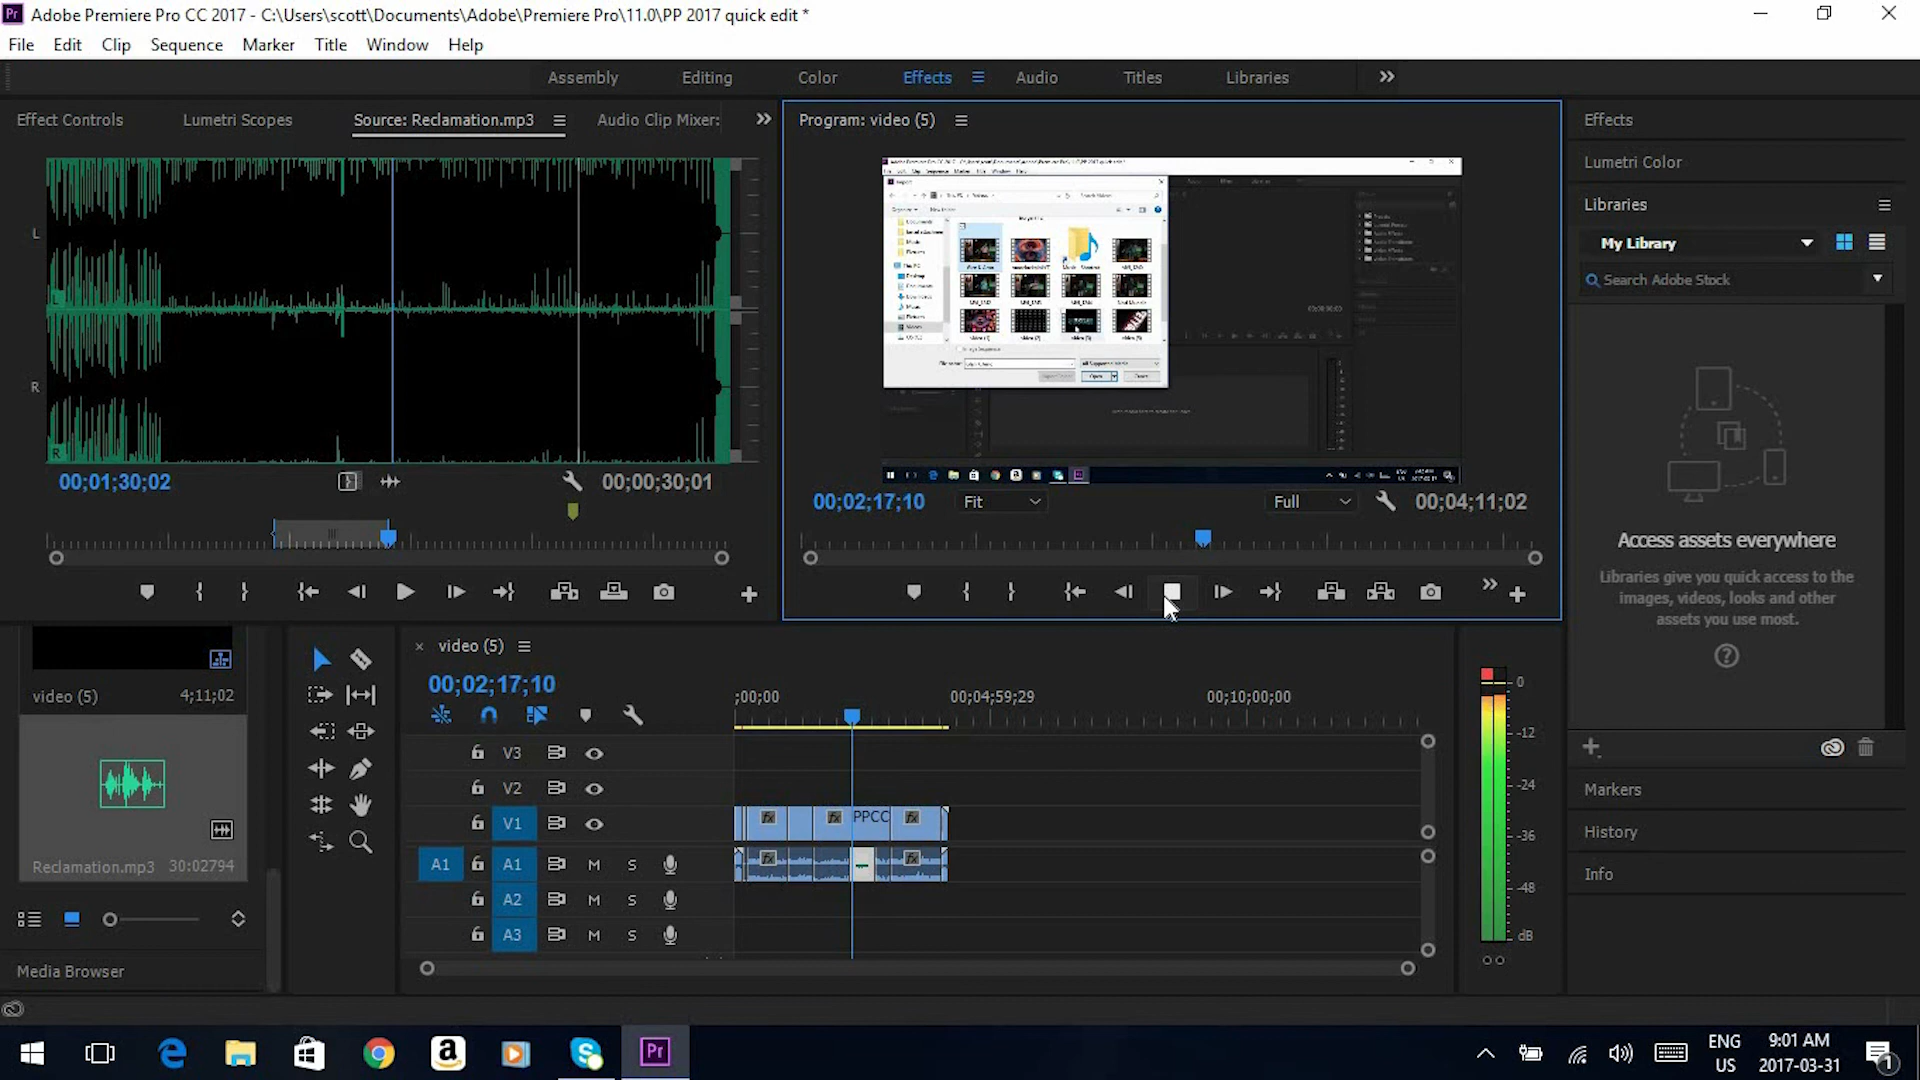 Adobe Premiere Pro CC 2017 - C:\Users\scott\Documents\Adobe\Premiere Pro\11.0\PP 2017 quick edit *
File Edit Clip Sequence Marker Title Window Help
Assembly Editing Color Effects Audio Titles Libraries
Effect Controls Lumetri Scopes Source: Reclamation.mp3 Audio Clip Mixer:
Program: video (5)
Effects
Lumetri Color
Libraries
My Library
Search Adobe Stock
L
R
L
R
00;01;30;02 00;00;30;01
00;02;17;10 Fit Full 00;04;11;02
Access assets everywhere
Libraries give you quick access to the
images, videos, looks and other
assets you use most.
?
video (5) 4;11;02
Reclamation.mp3 30:02794
Media Browser
× video (5)
00;02;17;10
;00;00 00;04;59;29 00;10;00;00
V3
V2
V1
fx fx PPCC fx
A1 A1 M S
fx fx
A2 M S
A3 M S
0
-12
-24
-36
-48
dB
Markers
History
Info
Pr
ENG
US
9:01 AM
2017-03-31
1